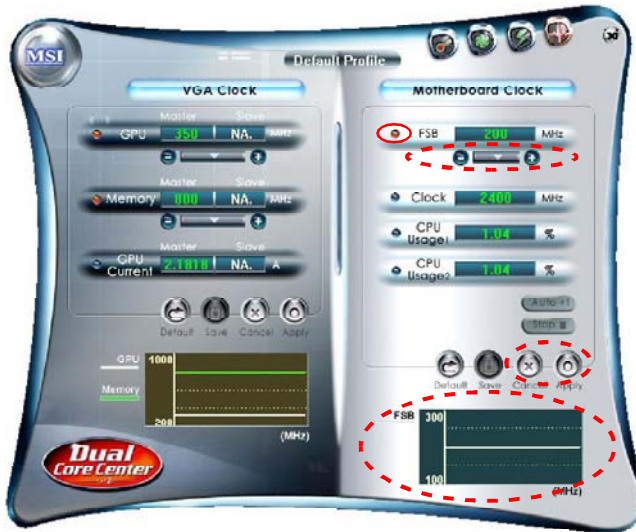 MSI
Default Profile
VGA Clock
Master Slave
GPU 350 NA. MHz
Master Slave
Memory 800 NA. MHz
Master Slave
GPU Current 2.1818 NA. A
Default Save Cancel Apply
GPU
Memory
1000
200
(MHz)
Dual
Core Center
Motherboard Clock
FSB 200 MHz
Clock 2400 MHz
CPU Usage1 1.04 %
CPU Usage2 1.04 %
Auto +1
Stop
Default Save Cancel Apply
FSB
300
100
(MHz)